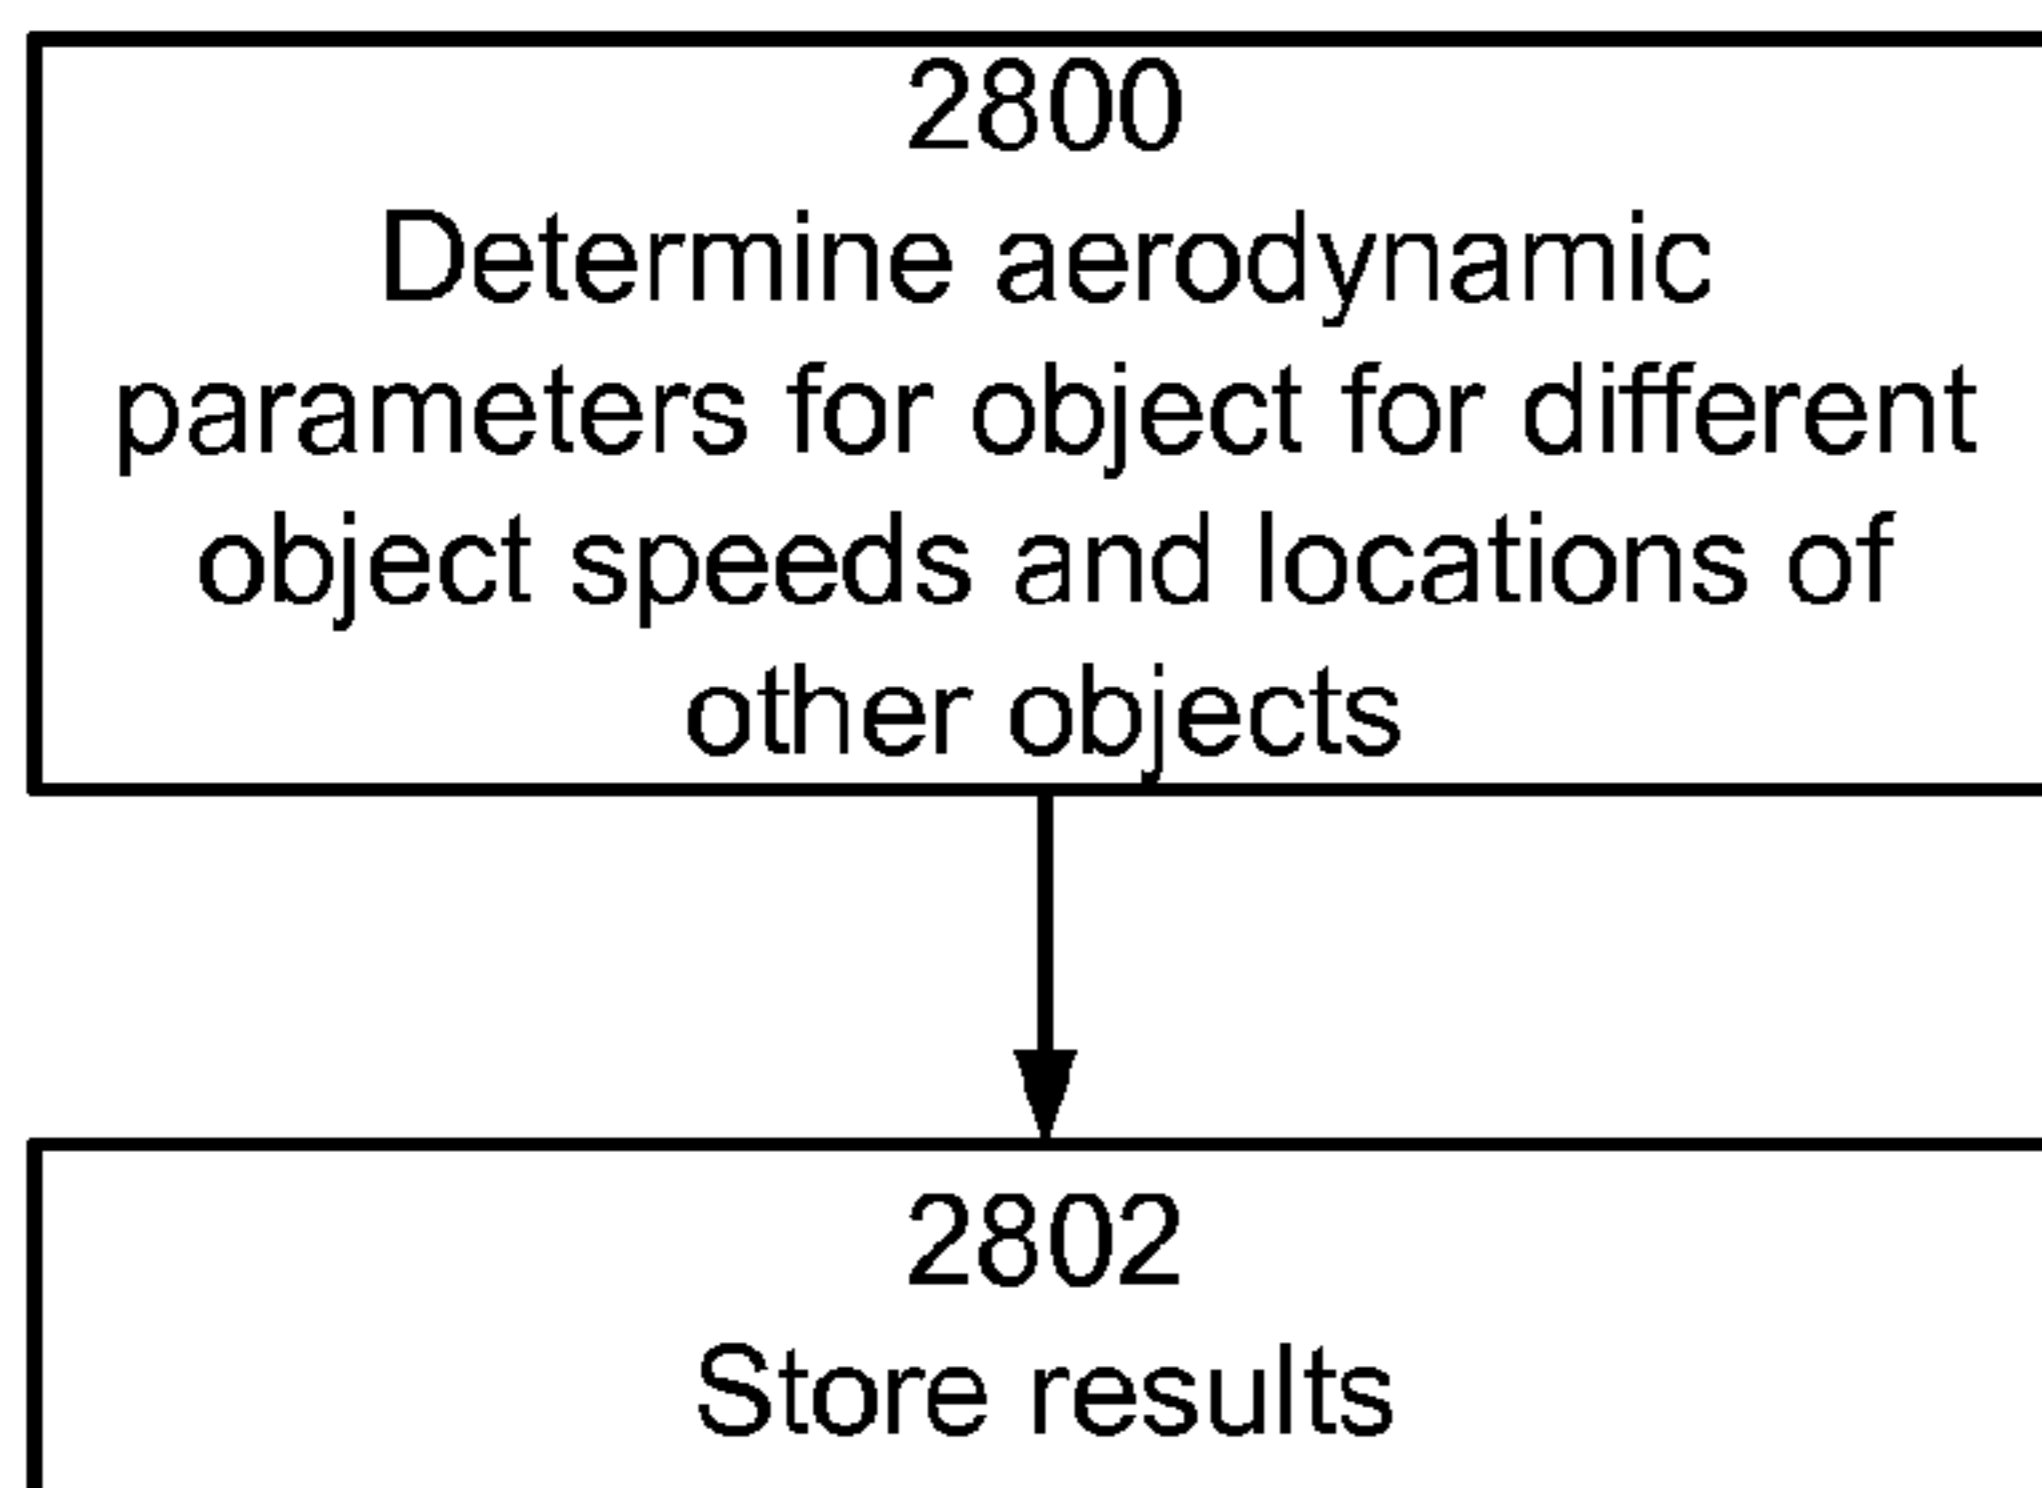 2800
Determine aerodynamic
parameters for object for different
object speeds and locations of
other objects
2802
Store results